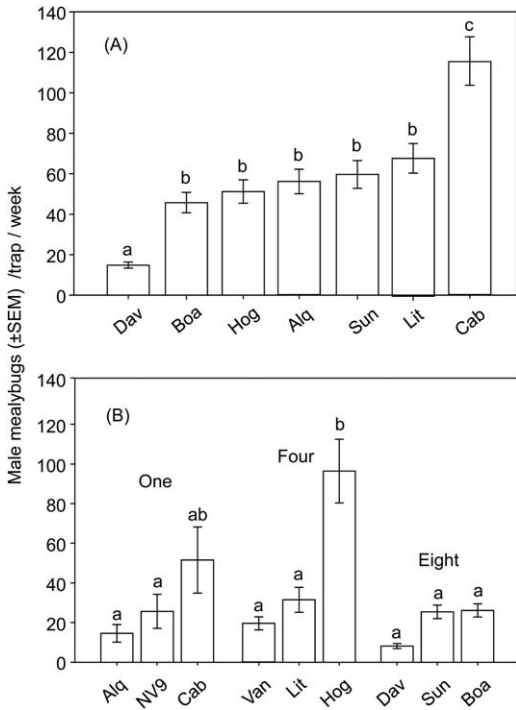 Male mealybugs (±SEM) /trap / week
140
120
100
80
60
40
20
0
(A)
a
b
b
b
b
b
c
Dav Boa Hog Alq Sun Lit Cab
140
120
100
80
60
40
20
0
(B)
One
Four
Eight
a
a
ab
a
a
b
a
a
a
Alq NV9 Cab Van Lit Hog Dav Sun Boa